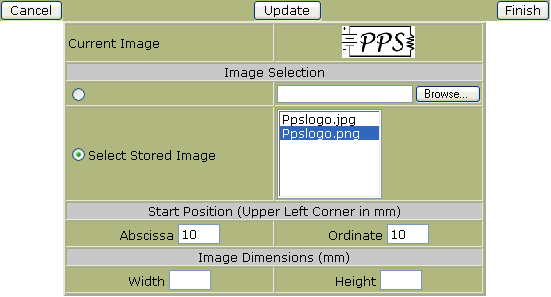 Cancel Update Finish
Current Image PPS
Image Selection
Browse...
Ppslogo.jpg
Ppslogo.png
Select Stored Image
Start Position (Upper Left Corner in mm)
Abscissa 10 Ordinate 10
Image Dimensions (mm)
Width Height